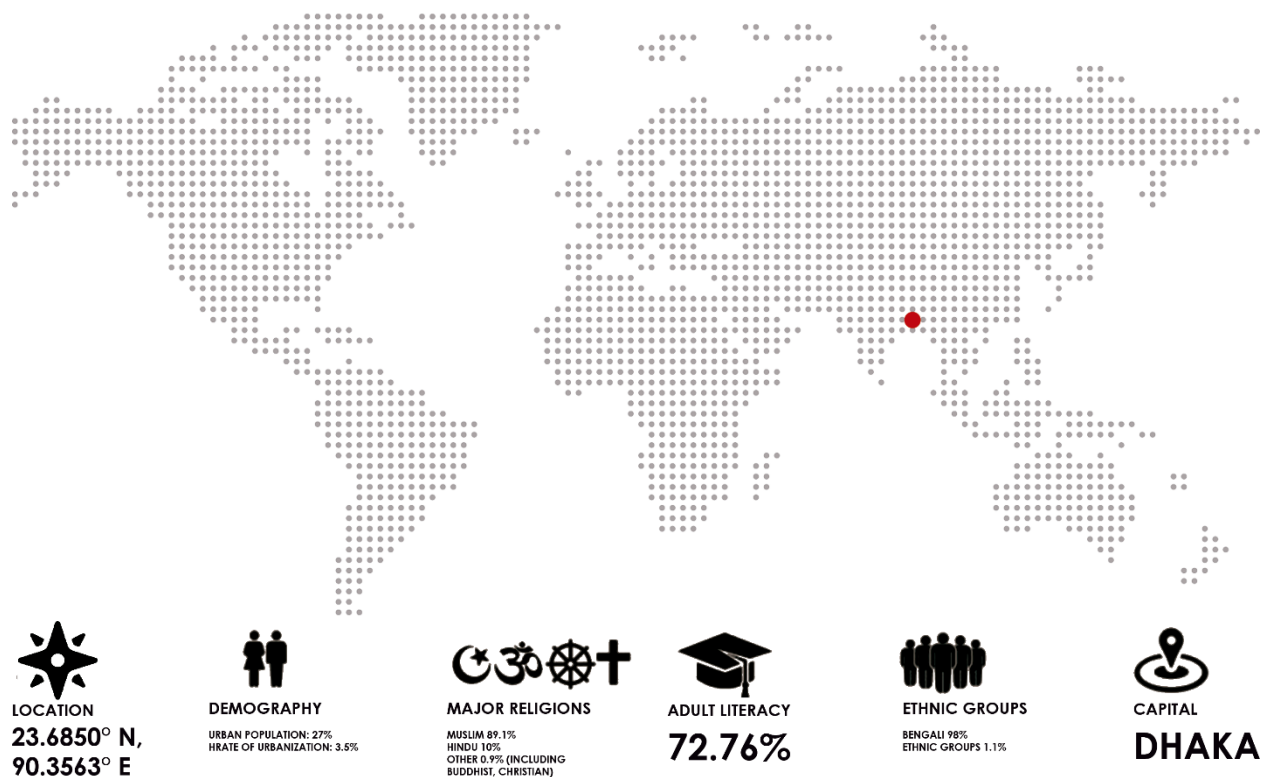 LOCATION
23.6850° N,
90.3563° E
DEMOGRAPHY
URBAN POPULATION: 27%
HRATE OF URBANIZATION: 3.5%
MAJOR RELIGIONS
MUSLIM 89.1%
HINDU 10%
OTHER 0.9% (INCLUDING
BUDDHIST, CHRISTIAN)
ADULT LITERACY
72.76%
ETHNIC GROUPS
BENGALI 98%
ETHNIC GROUPS 1.1%
CAPITAL
DHAKA